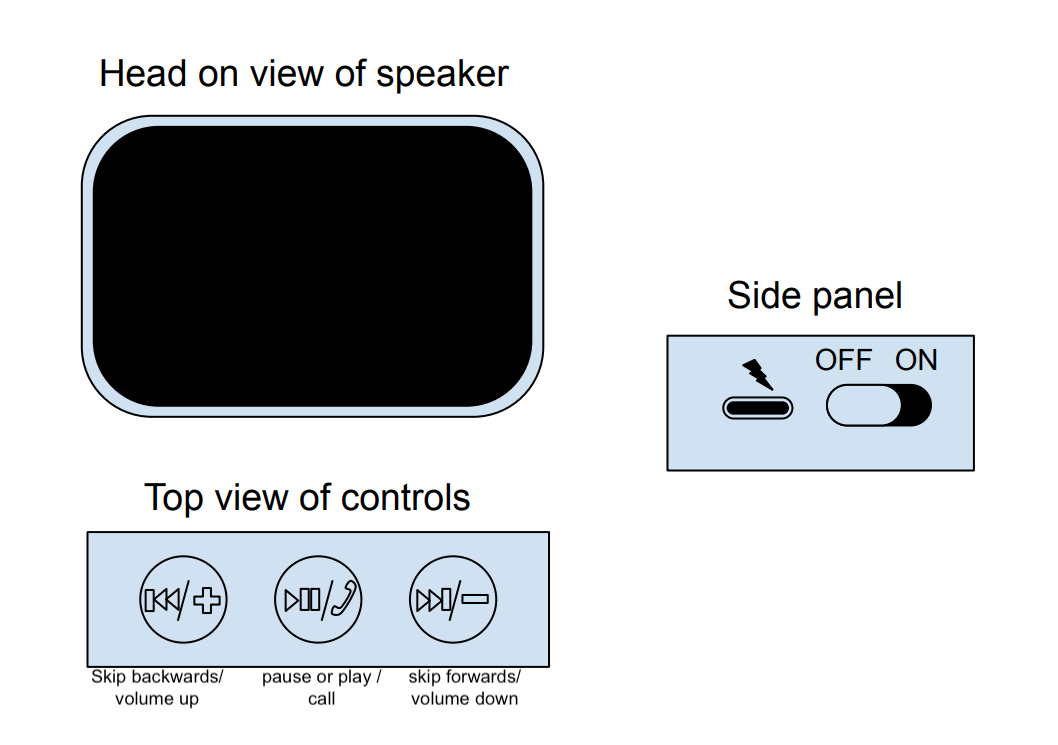 Head on view of speaker
Side panel
OFF ON
Top view of controls
Skip backwards/
volume up
pause or play /
call
skip forwards/
volume down